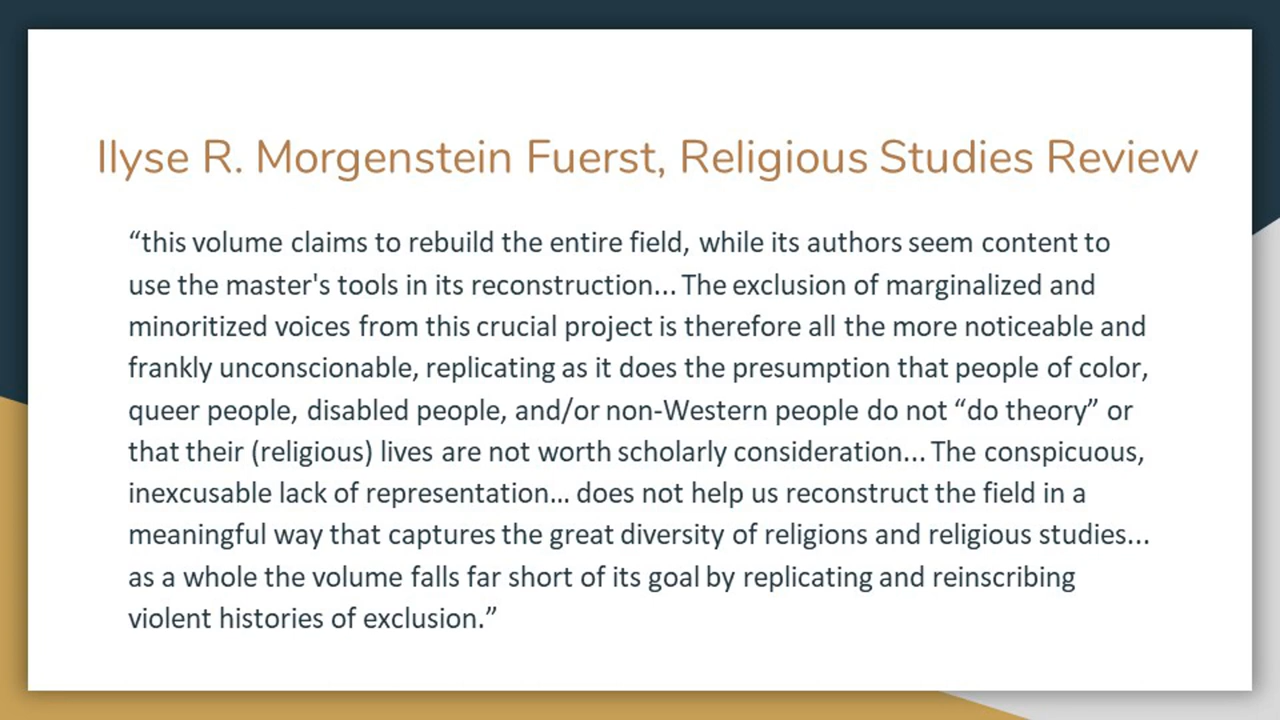 Ilyse R. Morgenstein Fuerst, Religious Studies Review
“this volume claims to rebuild the entire field, while its authors seem content to
use the master's tools in its reconstruction... The exclusion of marginalized and
minoritized voices from this crucial project is therefore all the more noticeable and
frankly unconscionable, replicating as it does the presumption that people of color,
queer people, disabled people, and/or non-Western people do not “do theory” or
that their (religious) lives are not worth scholarly consideration... The conspicuous,
inexcusable lack of representation... does not help us reconstruct the field in a
meaningful way that captures the great diversity of religions and religious studies...
as a whole the volume falls far short of its goal by replicating and reinscribing
violent histories of exclusion.”